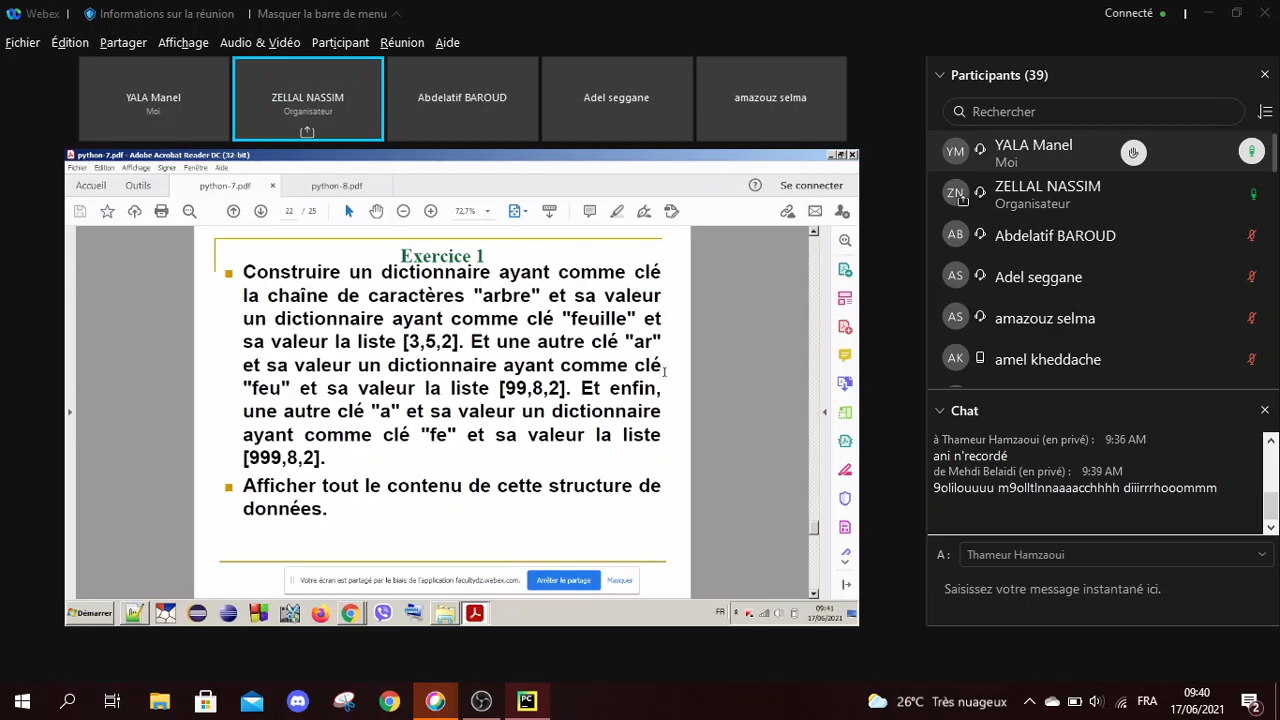 Webex
Informations sur la réunion
Masquer la barre de menu
Connecté
Fichier Édition Partager Affichage Audio & Vidéo Participant Réunion Aide
YALA Manel
Moi
ZELLAL NASSIM
Organisateur
Abdelatif BAROUD
Adel seggane
amazouz selma
python-7.pdf - Adobe Acrobat Reader DC (32-bit)
Fichier Edition Affichage Signer Fenêtre Aide
Accueil Outils python-7.pdf python-8.pdf Se connecter
22 / 25 72,7%
Exercice 1
Construire un dictionnaire ayant comme clé
la chaîne de caractères "arbre" et sa valeur
un dictionnaire ayant comme clé "feuille" et
sa valeur la liste [3,5,2]. Et une autre clé "ar"
et sa valeur un dictionnaire ayant comme clé
"feu" et sa valeur la liste [99,8,2]. Et enfin,
une autre clé "a" et sa valeur un dictionnaire
ayant comme clé "fe" et sa valeur la liste
[999,8,2].
Afficher tout le contenu de cette structure de
données.
Votre écran est partagé par le biais de l'application facultydz.webex.com.
Arrêter le partage
Masquer
Démarrer
FR
09:41
17/06/2021
Participants (39)
Rechercher
YM
YALA Manel
Moi
ZN
ZELLAL NASSIM
Organisateur
AB
Abdelatif BAROUD
AS
Adel seggane
AS
amazouz selma
AK
amel kheddache
Chat
à Thameur Hamzaoui (en privé) : 9:36 AM
ani n'recordé
de Mehdi Belaidi (en privé) : 9:39 AM
9olilouuuu m9olltlnnaaaacchhhh diiirrrhooommm
A : Thameur Hamzaoui
Saisissez votre message instantané ici.
PC
26°C Très nuageux
FRA
09:40
17/06/2021
2